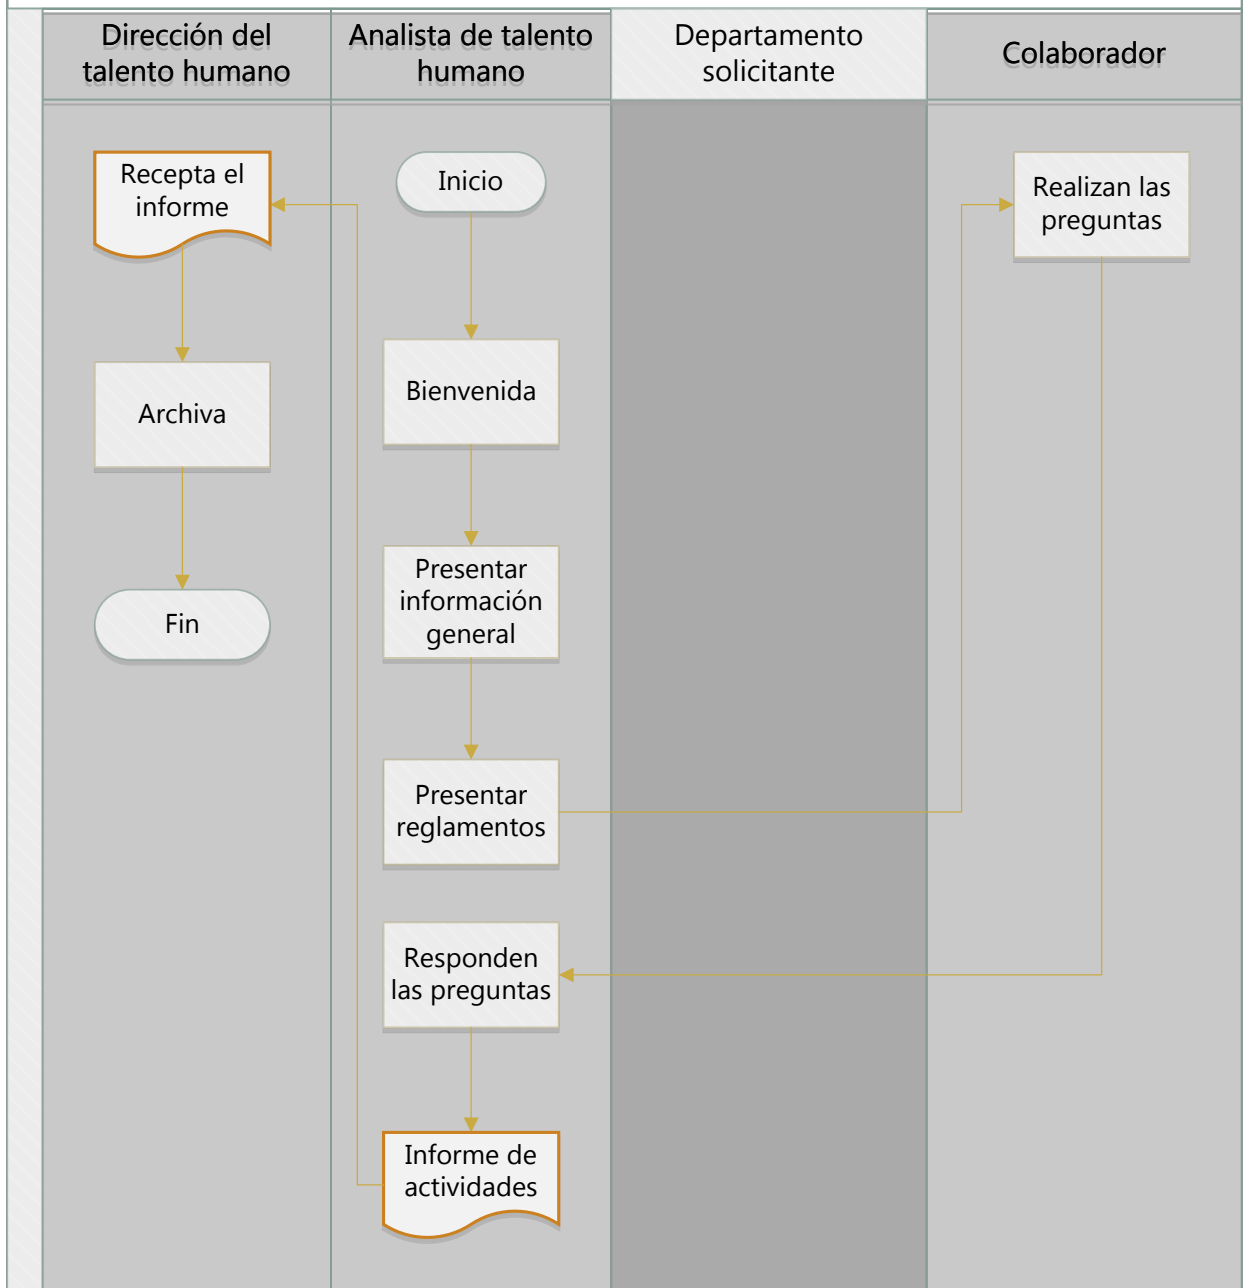 Dirección del
talento humano
Analista de talento
humano
Departamento
solicitante
Colaborador
Recepta el
informe
Archiva
Fin
Inicio
Bienvenida
Presentar
información
general
Presentar
reglamentos
Responden
las preguntas
Informe de
actividades
Realizan las
preguntas